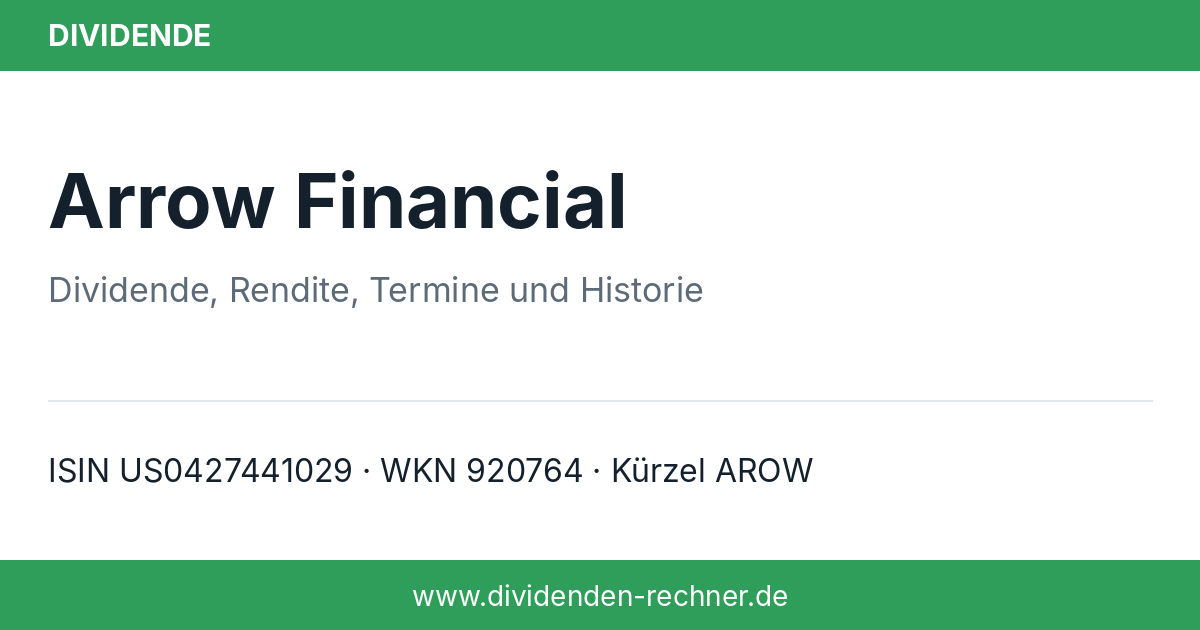 DIVIDENDE
Arrow Financial
Dividende, Rendite, Termine und Historie
ISIN US0427441029 · WKN 920764 · Kürzel AROW
www.dividenden-rechner.de